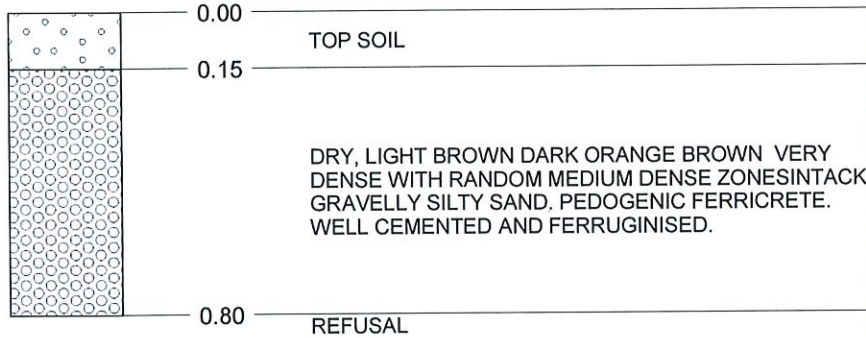 0.00
TOP SOIL
0.15
DRY, LIGHT BROWN DARK ORANGE BROWN VERY
DENSE WITH RANDOM MEDIUM DENSE ZONESINTACK
GRAVELLY SILTY SAND. PEDOGENIC FERRICRETE.
WELL CEMENTED AND FERRUGINISED.
0.80
REFUSAL